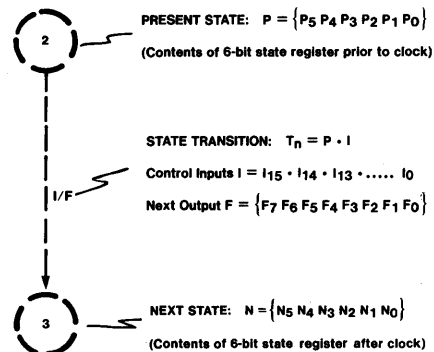 2
PRESENT STATE: P = {P5 P4 P3 P2 P1 P0}
(Contents of 6-bit state register prior to clock)
STATE TRANSITION: Tn = P • I
I/F
Control Inputs I = I15 • I14 • I13 • ..... I0
Next Output F = {F7 F6 F5 F4 F3 F2 F1 F0}
3
NEXT STATE: N = {N5 N4 N3 N2 N1 N0}
(Contents of 6-bit state register after clock)